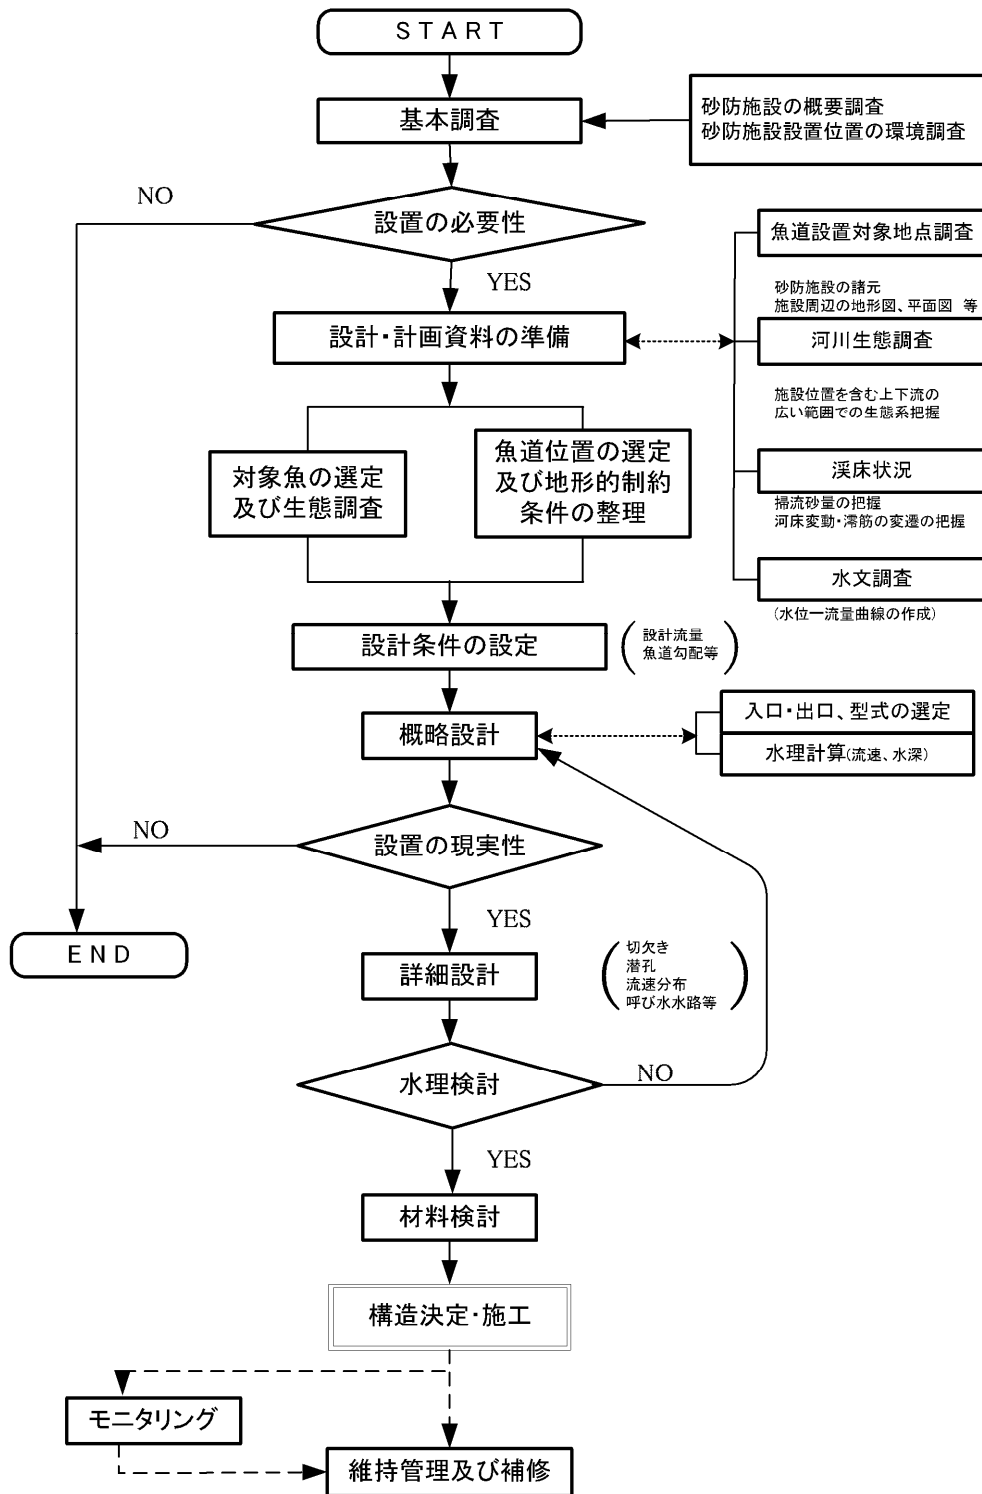 START
基本調査
砂防施設の概要調査
砂防施設設置位置の環境調査
NO
設置の必要性
YES
魚道設置対象地点調査
砂防施設の諸元
施設周辺の地形図、平面図 等
設計・計画資料の準備
河川生態調査
施設位置を含む上下流の
広い範囲での生態系把握
対象魚の選定
及び生態調査
魚道位置の選定
及び地形的制約
条件の整理
渓床状況
掃流砂量の把握
河床変動・澪筋の変遷の把握
水文調査
(水位ー流量曲線の作成)
設計条件の設定
設計流量
魚道勾配等
概略設計
入口・出口、型式の選定
水理計算(流速、水深)
NO
設置の現実性
YES
END
詳細設計
切欠き
潜孔
流速分布
呼び水水路等
水理検討
NO
YES
材料検討
構造決定・施工
モニタリング
維持管理及び補修